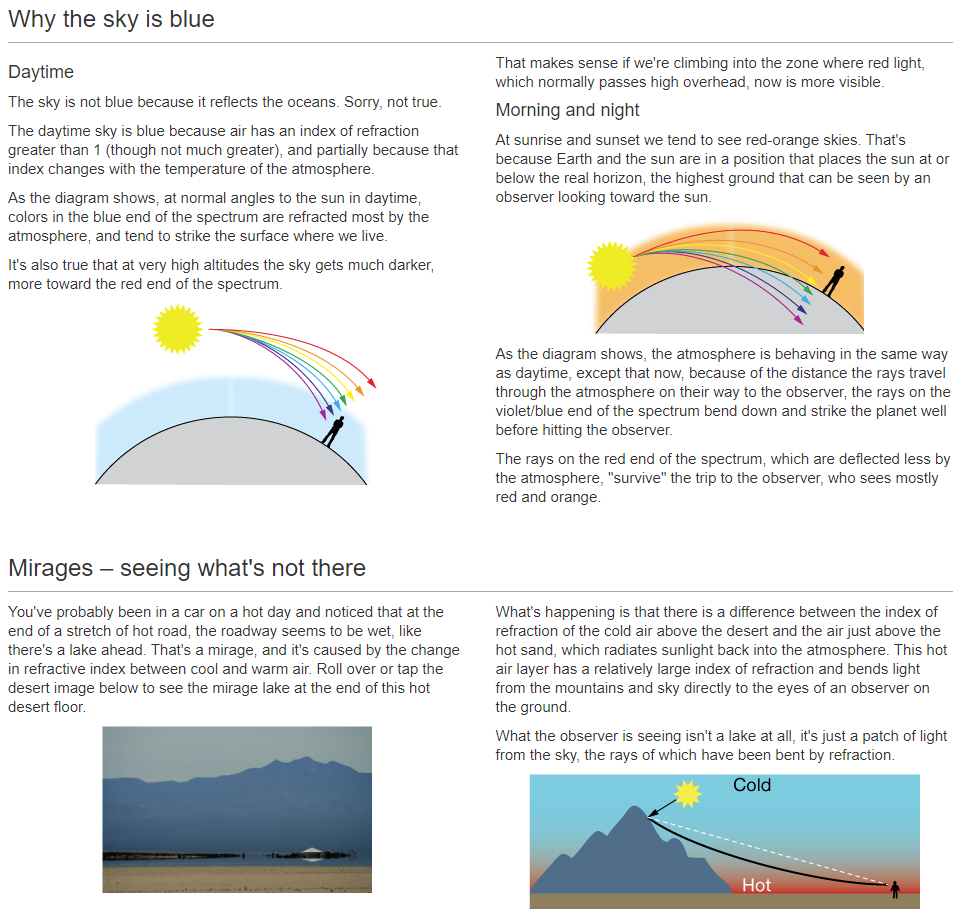 Why the sky is blue
Daytime
The sky is not blue because it reflects the oceans. Sorry, not true.
The daytime sky is blue because air has an index of refraction
greater than 1 (though not much greater), and partially because that
index changes with the temperature of the atmosphere.
As the diagram shows, at normal angles to the sun in daytime,
colors in the blue end of the spectrum are refracted most by the
atmosphere, and tend to strike the surface where we live.
It's also true that at very high altitudes the sky gets much darker,
more toward the red end of the spectrum.
That makes sense if we're climbing into the zone where red light,
which normally passes high overhead, now is more visible.
Morning and night
At sunrise and sunset we tend to see red-orange skies. That's
because Earth and the sun are in a position that places the sun at or
below the real horizon, the highest ground that can be seen by an
observer looking toward the sun.
As the diagram shows, the atmosphere is behaving in the same way
as daytime, except that now, because of the distance the rays travel
through the atmosphere on their way to the observer, the rays on the
violet/blue end of the spectrum bend down and strike the planet well
before hitting the observer.
The rays on the red end of the spectrum, which are deflected less by
the atmosphere, "survive" the trip to the observer, who sees mostly
red and orange.
Mirages – seeing what's not there
You've probably been in a car on a hot day and noticed that at the
end of a stretch of hot road, the roadway seems to be wet, like
there's a lake ahead. That's a mirage, and it's caused by the change
in refractive index between cool and warm air. Roll over or tap the
desert image below to see the mirage lake at the end of this hot
desert floor.
What's happening is that there is a difference between the index of
refraction of the cold air above the desert and the air just above the
hot sand, which radiates sunlight back into the atmosphere. This hot
air layer has a relatively large index of refraction and bends light
from the mountains and sky directly to the eyes of an observer on
the ground.
What the observer is seeing isn't a lake at all, it's just a patch of light
from the sky, the rays of which have been bent by refraction.
Cold
Hot